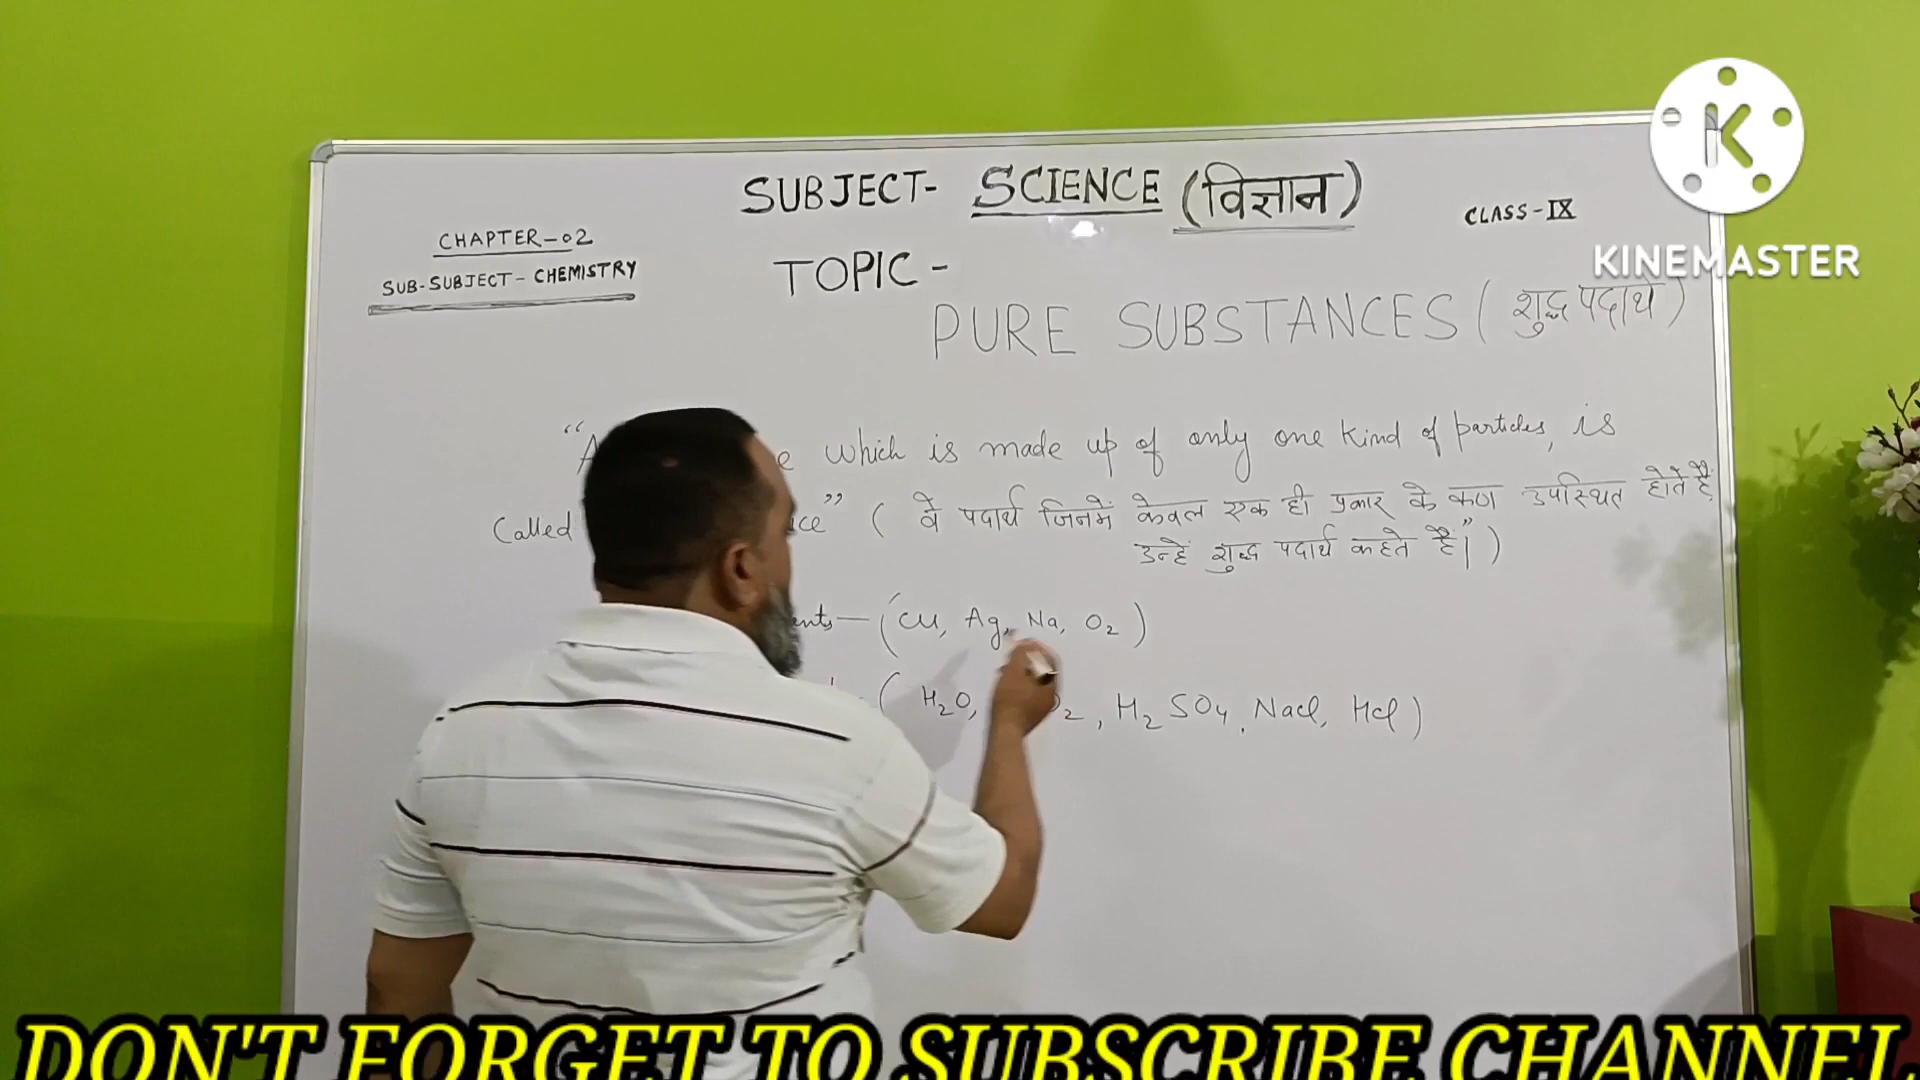 SUBJECT- SCIENCE (विज्ञान)
CLASS-IX
CHAPTER-02
SUB-SUBJECT- CHEMISTRY
TOPIC -
PURE SUBSTANCES (शुद्ध पदार्थ)
KINEMASTER
which is made up of only one kind of particles, is
called ” ( वे पदार्थ जिनमें केवल एक ही प्रकार के कण उपस्थित होते हैं,
उन्हें शुद्ध पदार्थ कहते हैं|” )
(Cu, Ag, Na, O2 )
( H2O, , H2SO4, Nacl, Hcl )
DON'T FORGET TO SUBSCRIBE CHANNEL